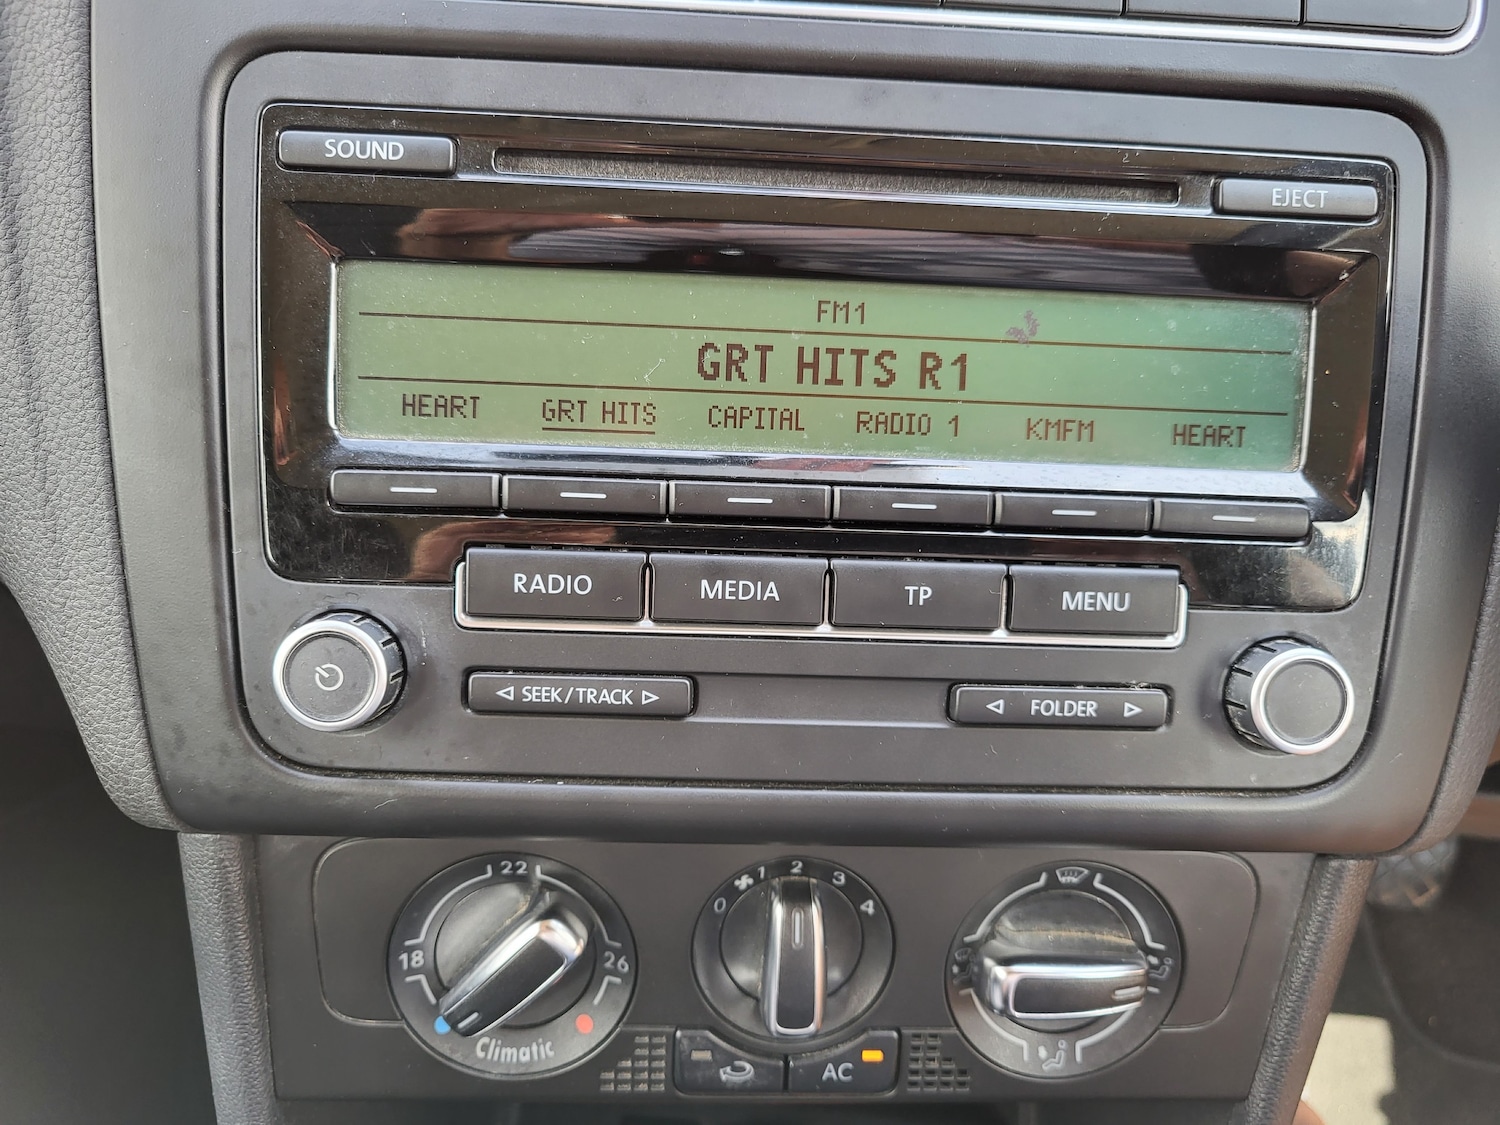 SOUND
EJECT
FM1
GRT HITS R1
HEART GRT HITS CAPITAL RADIO 1 KMFM HEART
RADIO MEDIA TP MENU
SEEK/TRACK FOLDER
22
18 26
Climatic
0 1 2 3 4
AC